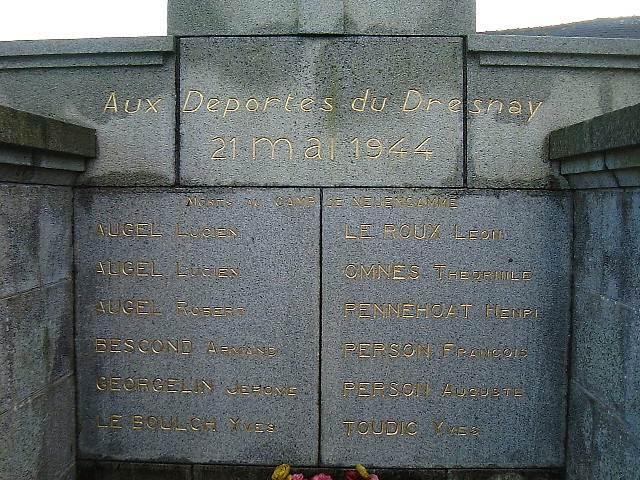 Aux Deportes du Dresnay
21 mai 1944
MORTS AU CAMP DE NEUENGAMME
AUGEL LUCIEN
AUGEL LUCIEN
AUGEL ROBERT
BESCOND ARMAND
GEORGELIN JEROME
LE BOULCH YVES
LE ROUX LEON
OMNES THEOPHILE
PENNEHOAT HENRI
PERSON FRANÇOIS
PERSON AUGUSTE
TOUDIC YVES